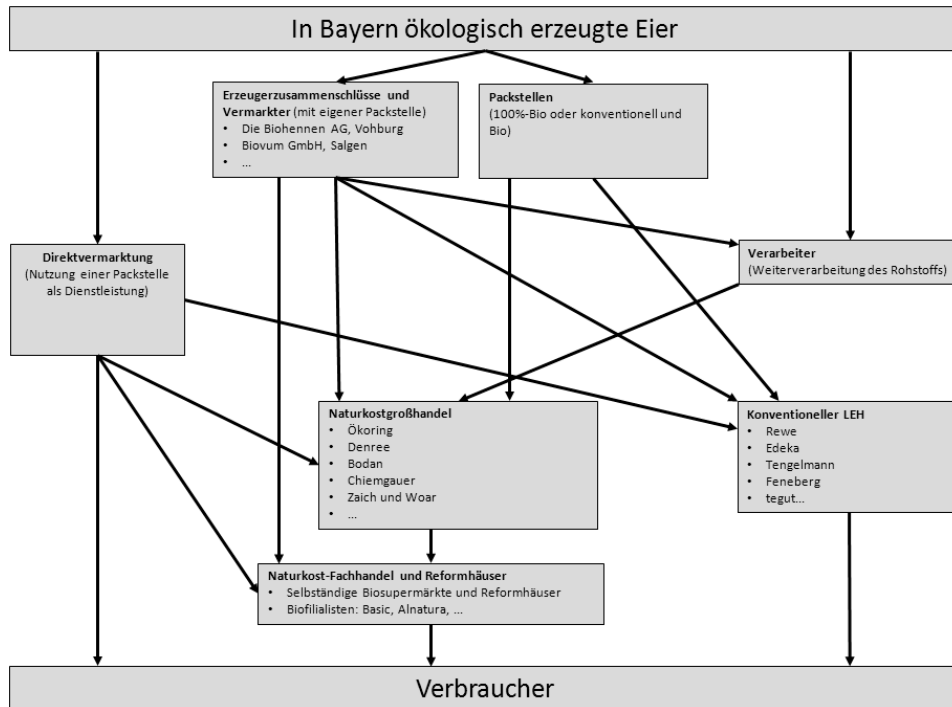 In Bayern ökologisch erzeugte Eier
Erzeugerzusammenschlüsse und
Vermarkter (mit eigener Packstelle)
• Die Biohennen AG, Vohburg
• Biovum GmbH, Salgen
• ...
Packstellen
(100%-Bio oder konventionell und
Bio)
Direktvermarktung
(Nutzung einer Packstelle
als Dienstleistung)
Verarbeiter
(Weiterverarbeitung des Rohstoffs)
Naturkostgroßhandel
• Ökoring
• Denree
• Bodan
• Chiemgauer
• Zaich und Woar
• ...
Konventioneller LEH
• Rewe
• Edeka
• Tengelmann
• Feneberg
• tegut...
Naturkost-Fachhandel und Reformhäuser
• Selbständige Biosupermärkte und Reformhäuser
• Biofilialisten: Basic, Alnatura, ...
Verbraucher